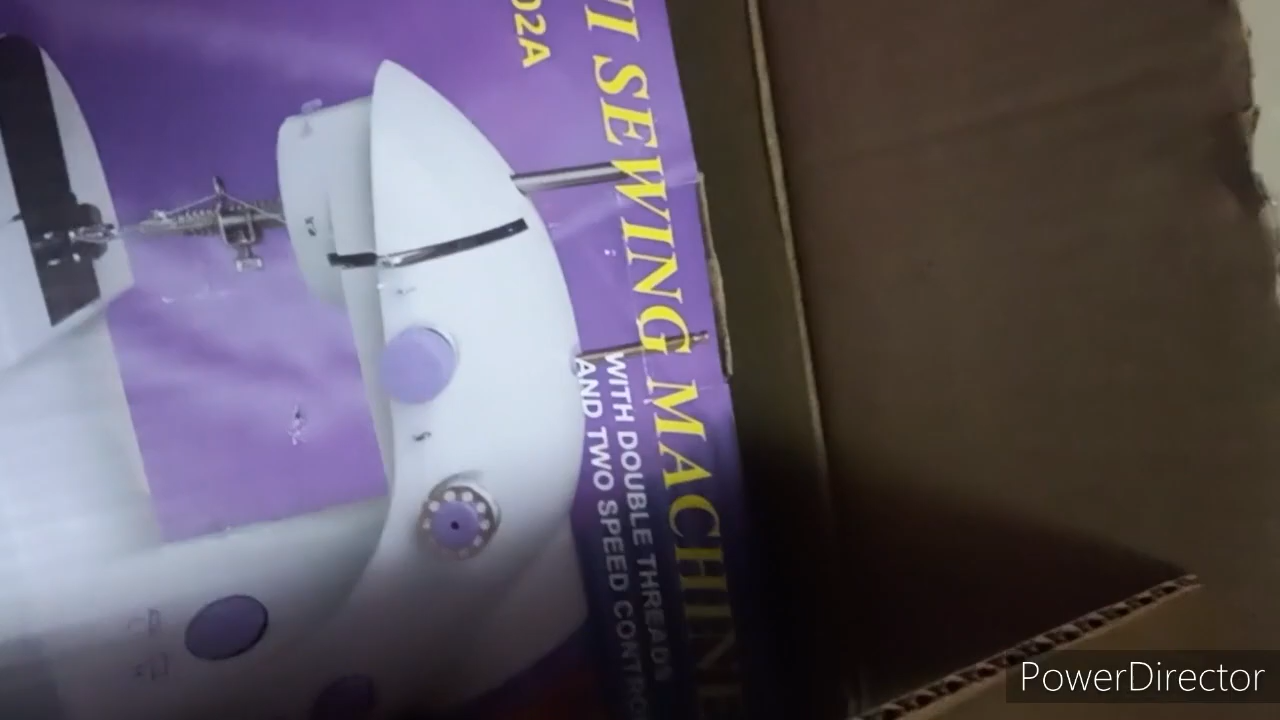 02A
I SEWING MACHINE
WITH DOUBLE THREADS
AND TWO SPEED CONTRO
PowerDirector